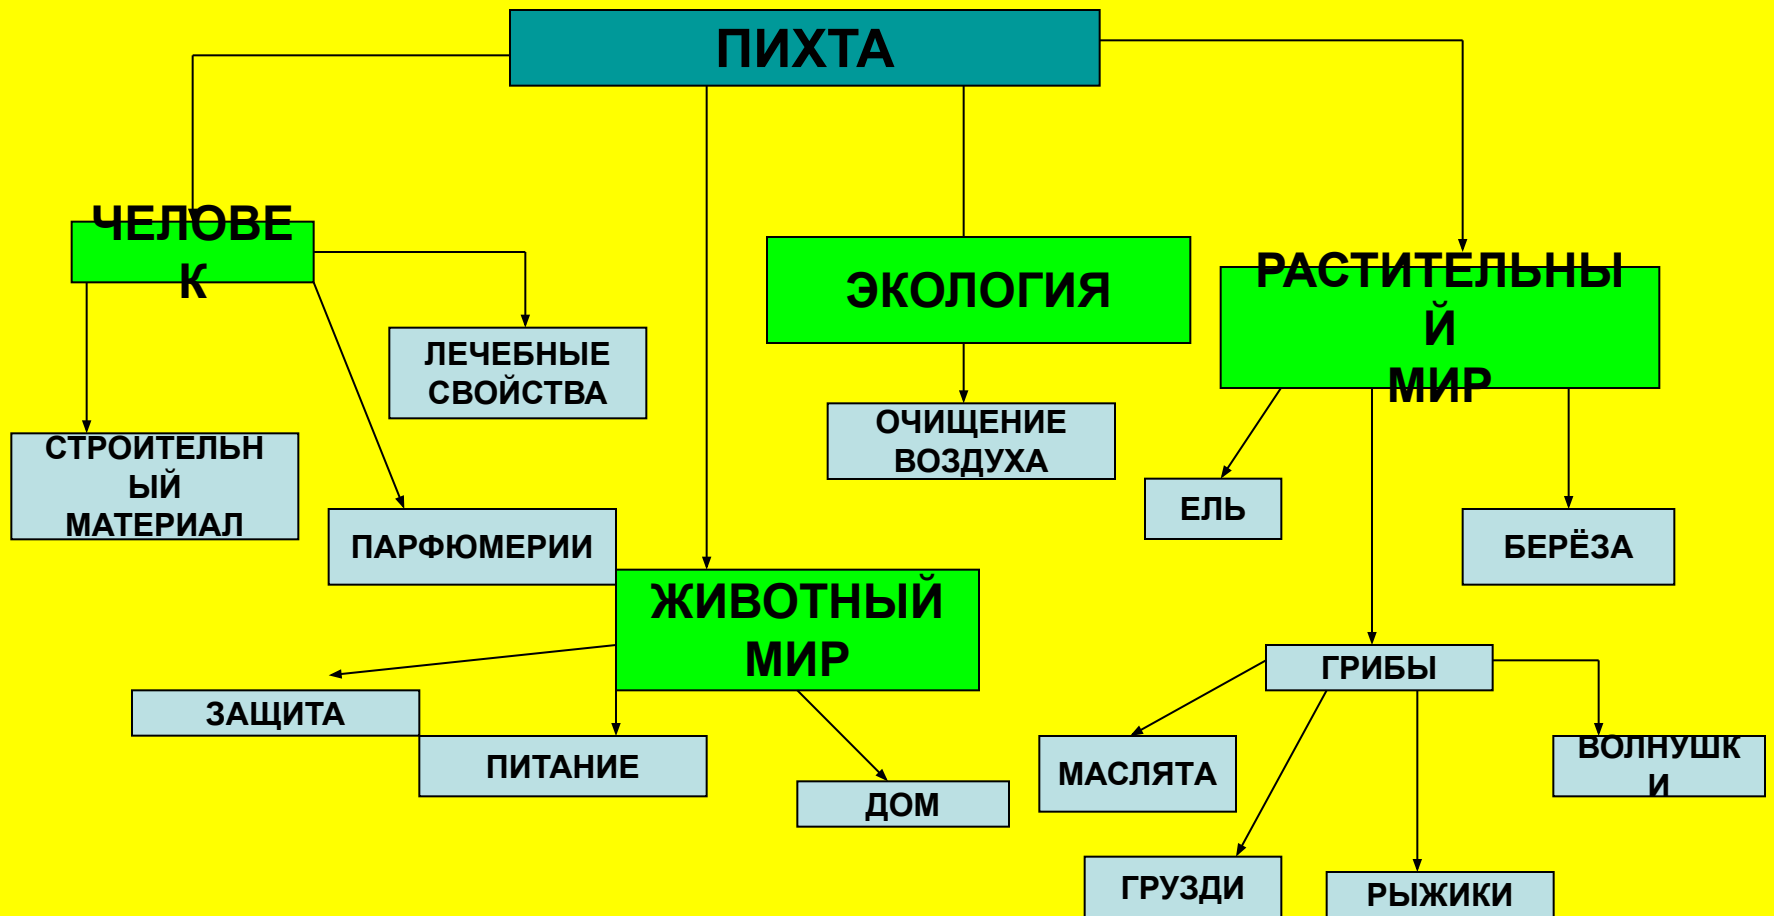 ПИХТА
ЧЕЛОВЕ
К
ЭКОЛОГИЯ
РАСТИТЕЛЬНЫ
Й
МИР
ЛЕЧЕБНЫЕ
СВОЙСТВА
СТРОИТЕЛЬН
ЫЙ
МАТЕРИАЛ
ОЧИЩЕНИЕ
ВОЗДУХА
ЕЛЬ
ПАРФЮМЕРИИ
БЕРЁЗА
ЖИВОТНЫЙ
МИР
ГРИБЫ
ЗАЩИТА
ПИТАНИЕ
ДОМ
МАСЛЯТА
ВОЛНУШК
И
ГРУЗДИ
РЫЖИКИ